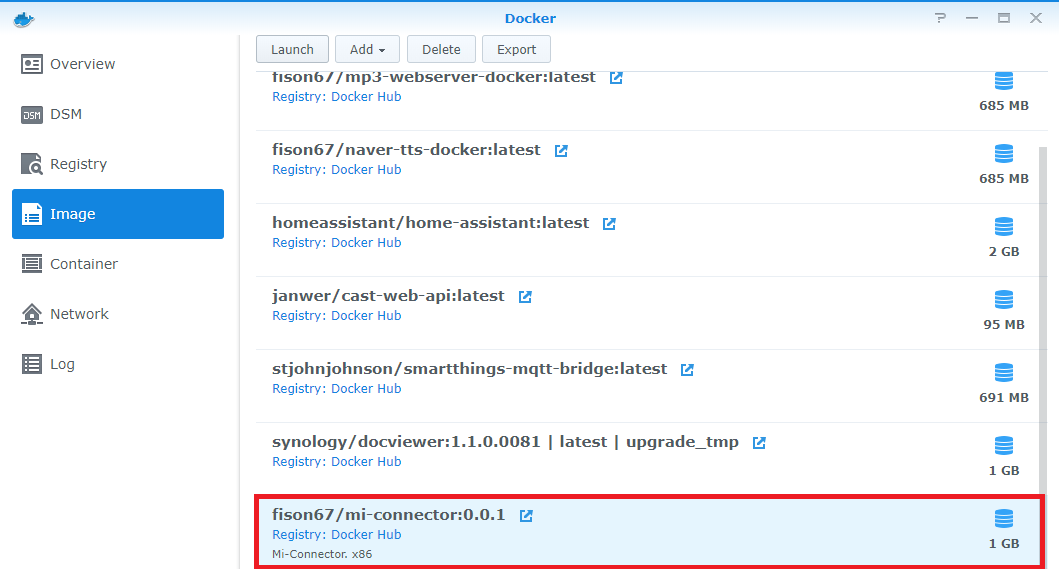 Docker
Overview
DSM
Registry
Image
Container
Network
Log
Launch
Add
Delete
Export
fison67/mp3-webserver-docker:latest
Registry: Docker Hub
685 MB
fison67/naver-tts-docker:latest
Registry: Docker Hub
685 MB
homeassistant/home-assistant:latest
Registry: Docker Hub
2 GB
janwer/cast-web-api:latest
Registry: Docker Hub
95 MB
stjohnjohnson/smartthings-mqtt-bridge:latest
Registry: Docker Hub
691 MB
synology/docviewer:1.1.0.0081 | latest | upgrade_tmp
Registry: Docker Hub
1 GB
fison67/mi-connector:0.0.1
Registry: Docker Hub
Mi-Connector. x86
1 GB